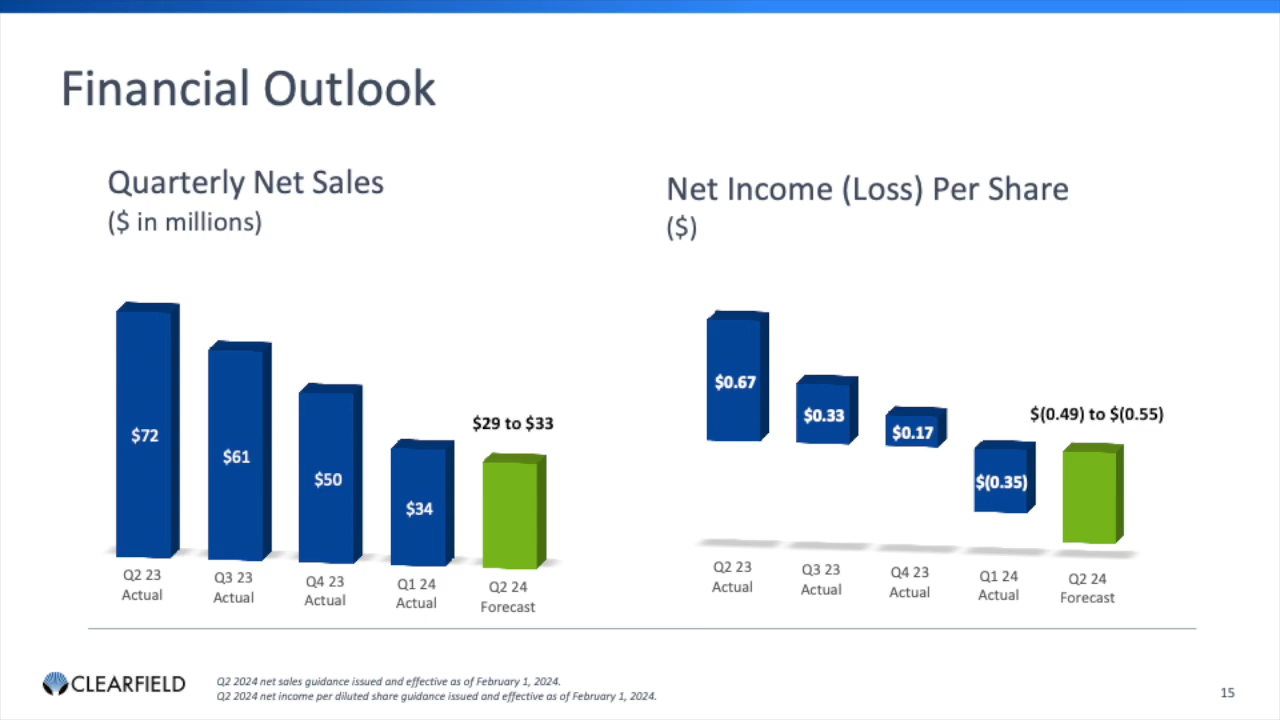 Financial Outlook
Quarterly Net Sales
($ in millions)
$72
$61
$50
$34
$29 to $33
Q2 23
Actual
Q3 23
Actual
Q4 23
Actual
Q1 24
Actual
Q2 24
Forecast
Net Income (Loss) Per Share
($)
$0.67
$0.33
$0.17
$(0.35)
$(0.49) to $(0.55)
Q2 23
Actual
Q3 23
Actual
Q4 23
Actual
Q1 24
Actual
Q2 24
Forecast
CLEARFIELD
Q2 2024 net sales guidance issued and effective as of February 1, 2024.
Q2 2024 net income per diluted share guidance issued and effective as of February 1, 2024.
15